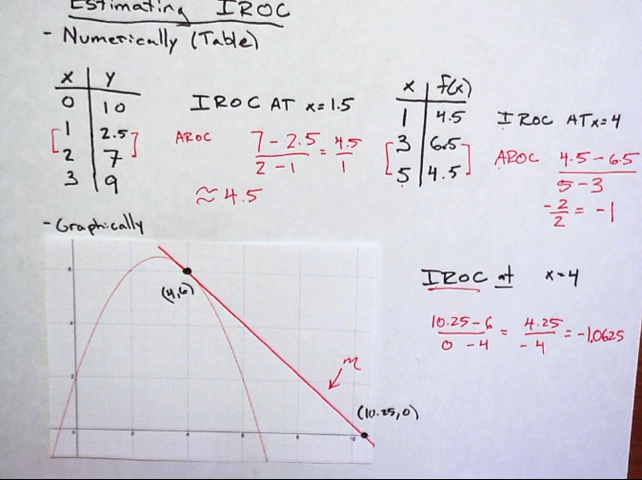 Estimating IROC
- Numerically (Table)
x | y
0 | 10
1 | 2.5
2 | 7
3 | 9
IROC AT x=1.5
AROC 7-2.5 / 2-1 = 4.5 / 1
≈ 4.5
x | f(x)
1 | 4.5
3 | 6.5
5 | 4.5
IROC AT x=4
AROC 4.5-6.5 / 5-3
-2/2 = -1
- Graphically
(4,6)
m
(10.25,0)
IROC at x=4
10.25-6 / 0-4 = 4.25 / -4 = -1.0625